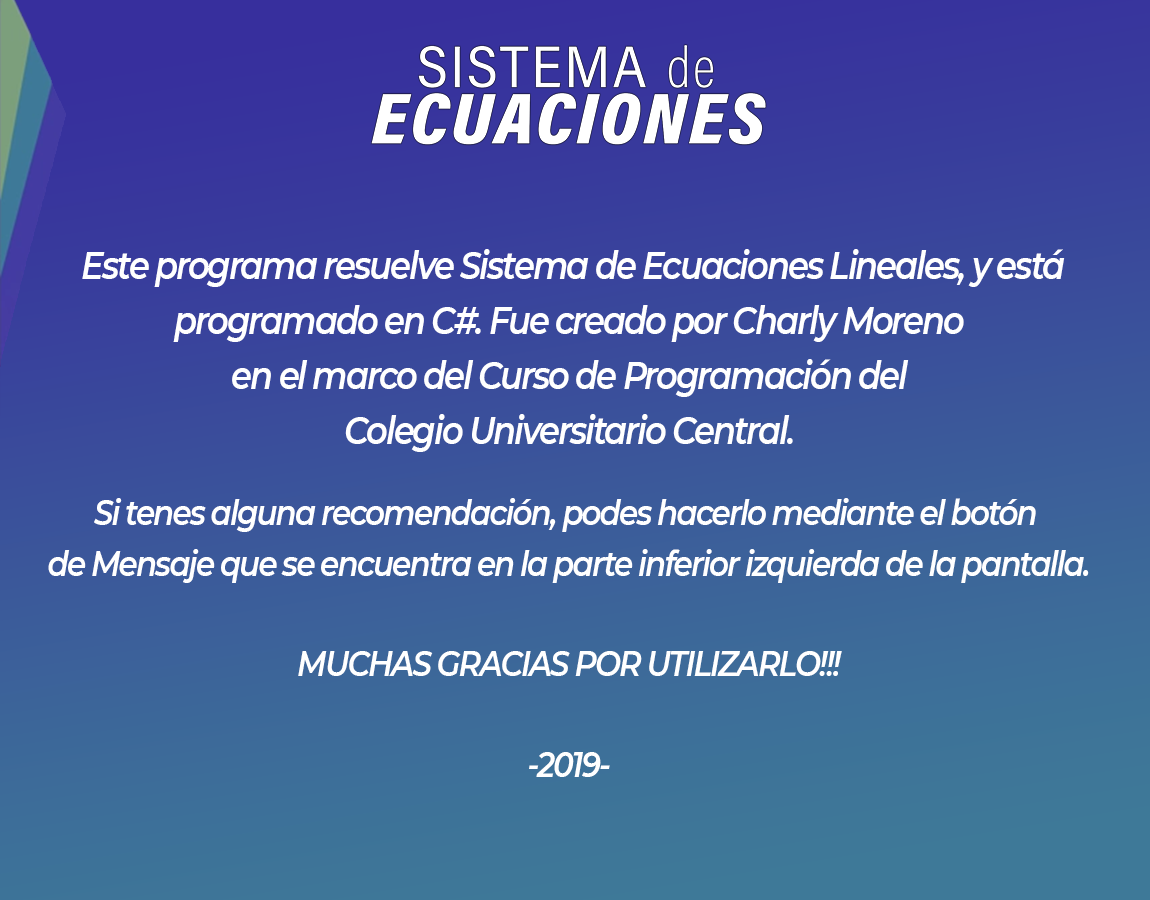 SISTEMA de
ECUACIONES
Este programa resuelve Sistema de Ecuaciones Lineales, y está
programado en C#. Fue creado por Charly Moreno
en el marco del Curso de Programación del
Colegio Universitario Central.
Si tenes alguna recomendación, podes hacerlo mediante el botón
de Mensaje que se encuentra en la parte inferior izquierda de la pantalla.
MUCHAS GRACIAS POR UTILIZARLO!!!
-2019-